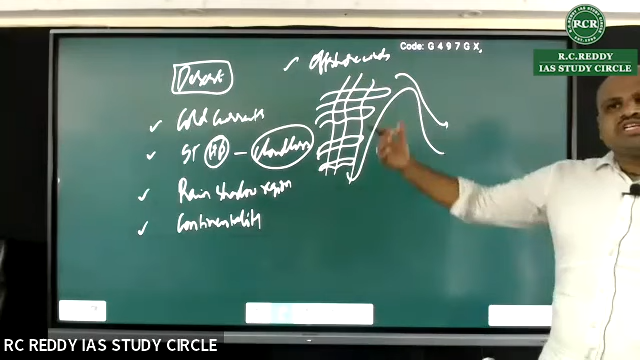 Code: G 4 9 7 G X,
RCR
R.C.REDDY
IAS STUDY CIRCLE
Offshore winds
Desert
Cold currents
ST HP –
Rain shadow region
Continentality
RC REDDY IAS STUDY CIRCLE